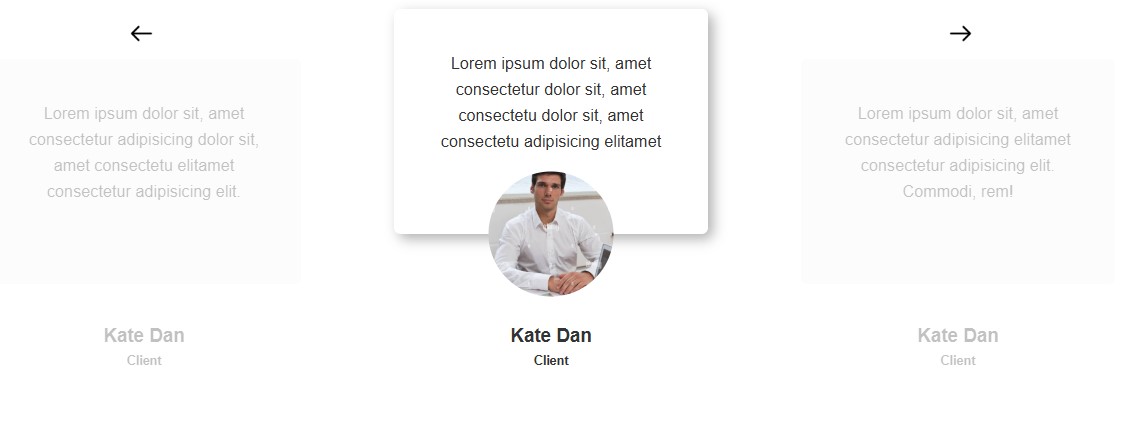 Lorem ipsum dolor sit, amet
consectetur adipisicing dolor sit,
amet consectetu elitamet
consectetur adipisicing elit.
Kate Dan
Client
Lorem ipsum dolor sit, amet
consectetur dolor sit, amet
consectetu dolor sit, amet
consectetu adipisicing elitamet
Kate Dan
Client
Lorem ipsum dolor sit, amet
consectetur adipisicing elitamet
consectetur adipisicing elit.
Commodi, rem!
Kate Dan
Client